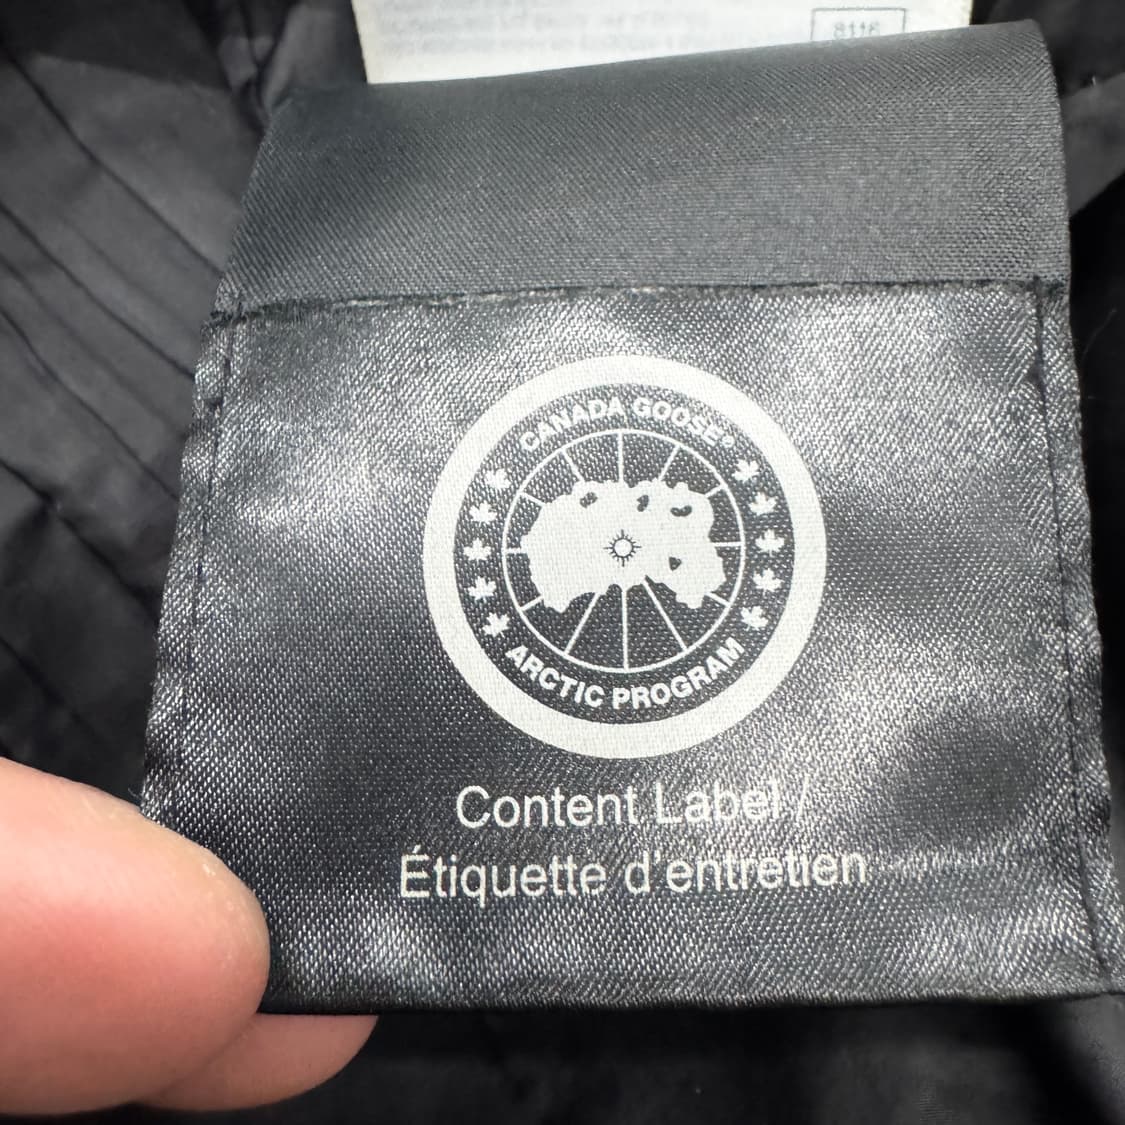 8116
CANADA GOOSE®
ARCTIC PROGRAM
Content Label /
Étiquette d'entretien